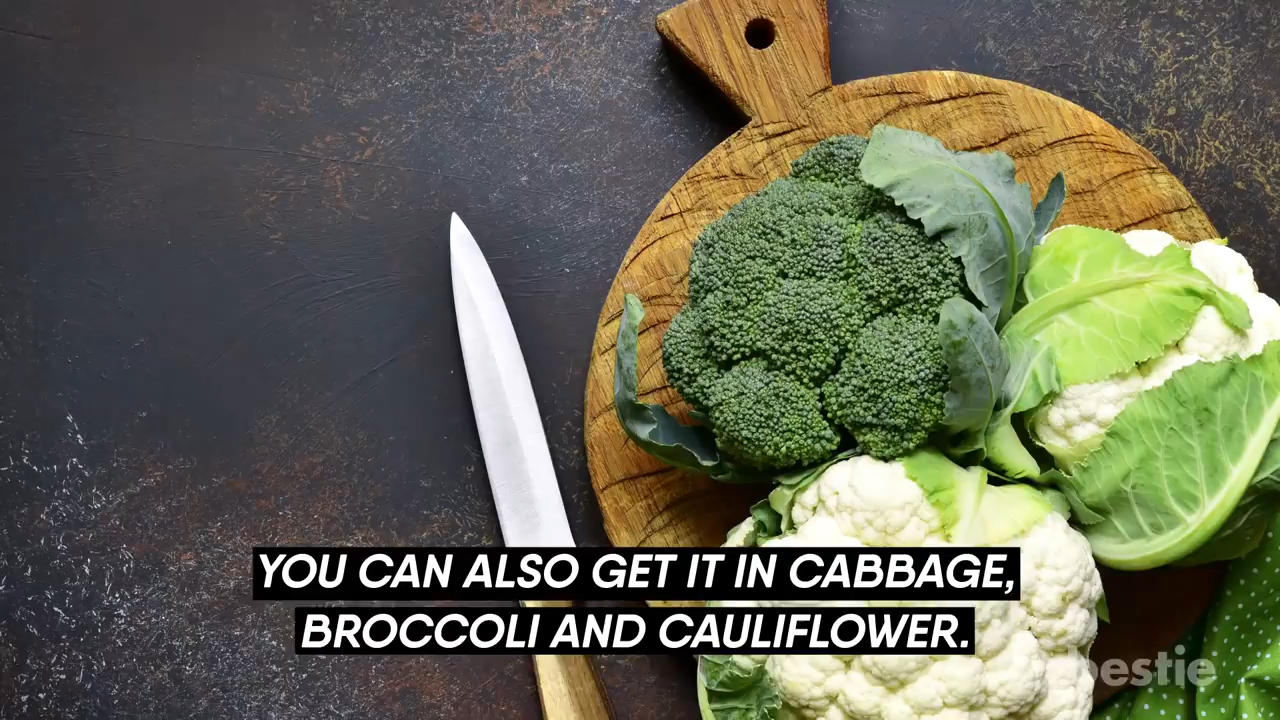 YOU CAN ALSO GET IT IN CABBAGE,
BROCCOLI AND CAULIFLOWER.
bestie